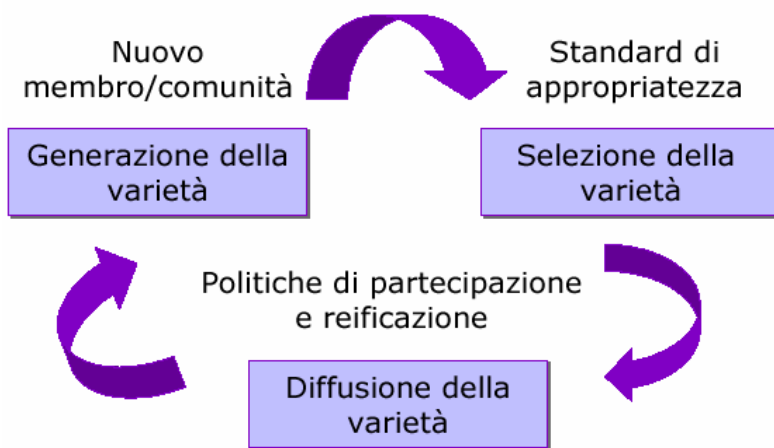 Nuovo
membro/comunità
Standard di
appropriatezza
Generazione della
varietà
Selezione della
varietà
Politiche di partecipazione
e reificazione
Diffusione della
varietà